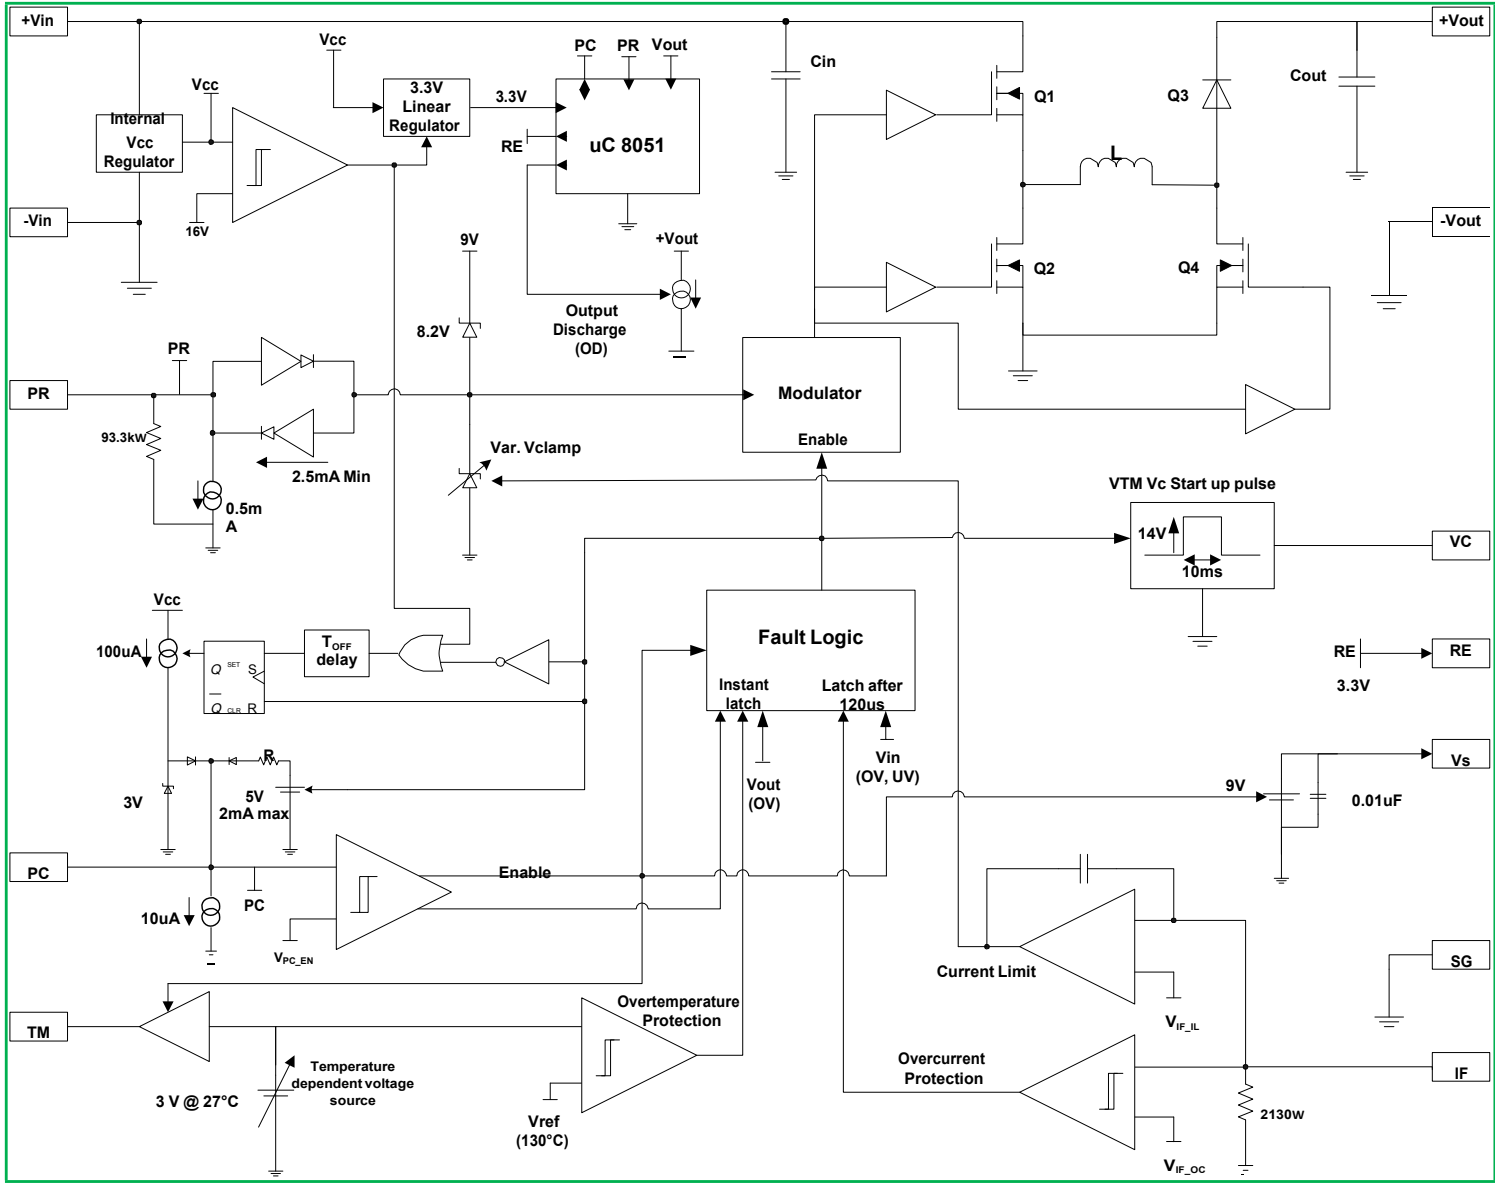 +Vin
Vcc
PC PR Vout
+Vout
Vcc
3.3V
Linear
Regulator
3.3V
Cin
Cout
Q1
Q3
Internal
Vcc
Regulator
RE
uC 8051
L
-Vin
16V
9V
+Vout
-Vout
Q2
Q4
8.2V
Output
Discharge
(OD)
PR
PR
93.3kW
2.5mA Min
0.5m
A
Modulator
Enable
Var. Vclamp
VTM Vc Start up pulse
14V
10ms
VC
Vcc
100uA
Q SET S
Q CLR R
TOFF
delay
Fault Logic
Instant
latch
Latch after
120us
RE
RE
3.3V
R
3V
5V
2mA max
Vout
(OV)
Vin
(OV, UV)
Vs
9V
0.01uF
PC
PC
10uA
Enable
VPC_EN
Current Limit
VIF_IL
SG
TM
Overtemperature
Protection
Temperature
dependent voltage
source
3 V @ 27°C
Vref
(130°C)
Overcurrent
Protection
VIF_OC
IF
2130W